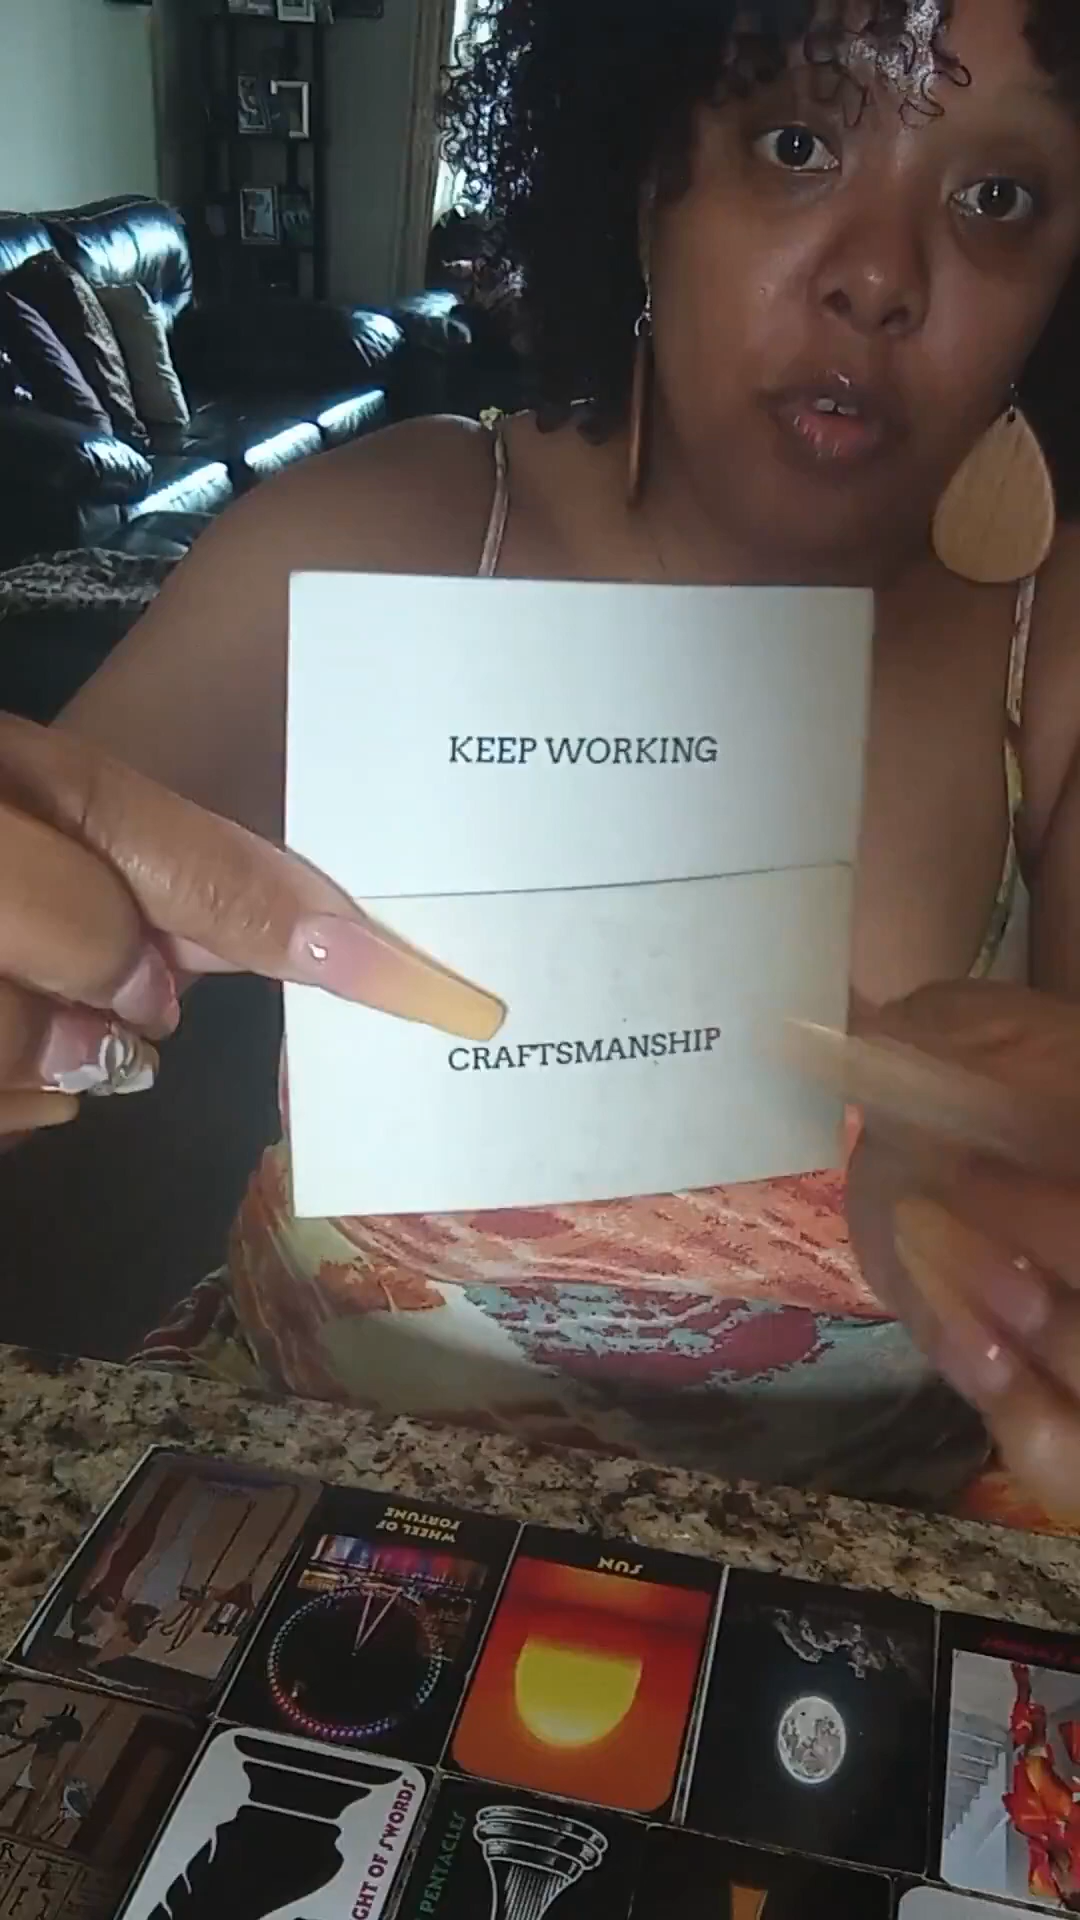 KEEP WORKING
CRAFTSMANSHIP
WHEEL OF
FORTUNE
SUN
GHT OF SWORDS
PENTACLES